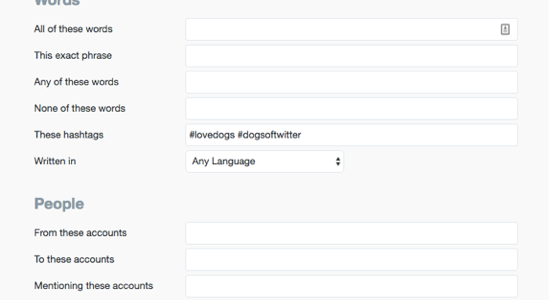 Words
All of these words
This exact phrase
Any of these words
None of these words
These hashtags #lovedogs #dogsoftwitter
Written in Any Language
People
From these accounts
To these accounts
Mentioning these accounts